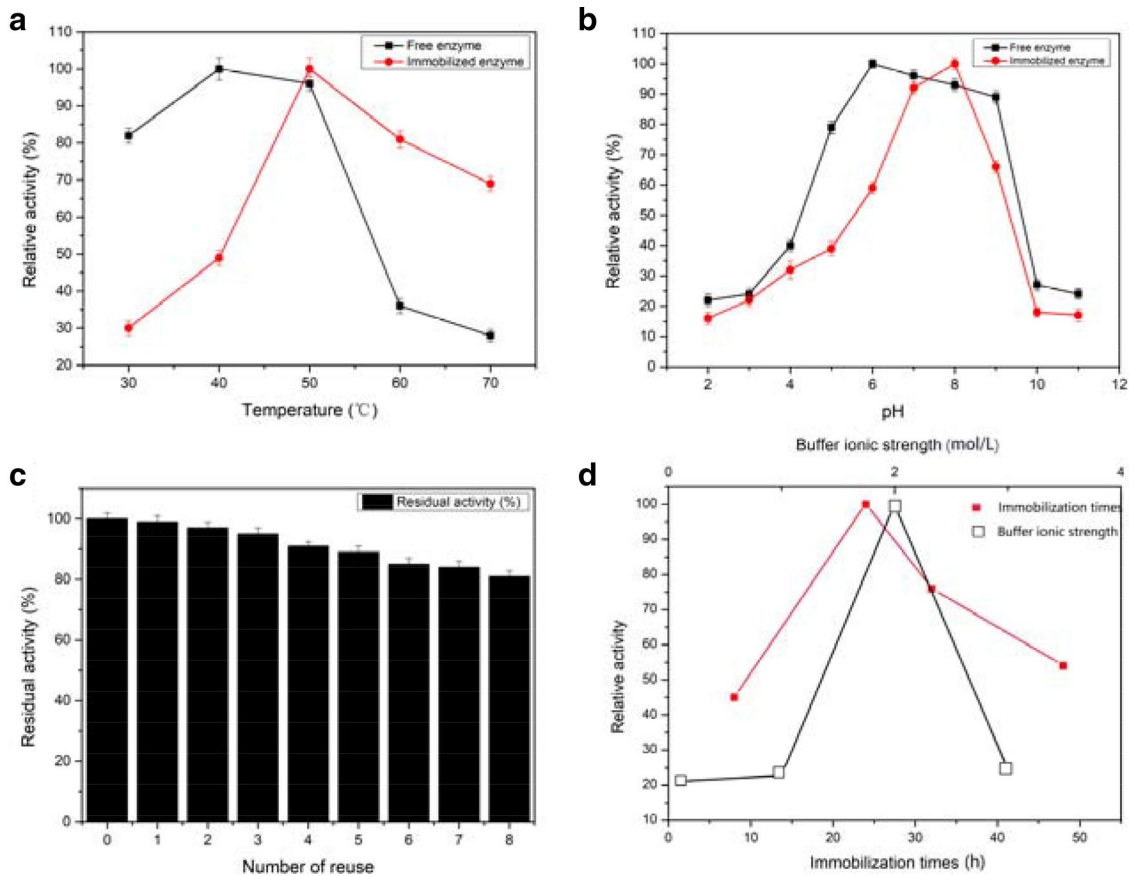 a
110
100
90
80
70
60
50
40
30
20
Relative activity (%)
Free enzyme
Immobilized enzyme
30 40 50 60 70
Temperature (℃)
b
110
100
90
80
70
60
50
40
30
20
10
0
Relative activity (%)
Free enzyme
Immobilized enzyme
2 4 6 8 10 12
pH
c
100
80
60
40
20
0
Residual activity (%)
Residual activity (%)
0 1 2 3 4 5 6 7 8
Number of reuse
d
Buffer ionic strength (mol/L)
0 2 4
100
90
80
70
60
50
40
30
20
10
Relative activity
Immobilization times
Buffer ionic strength
10 20 30 40 50
Immobilization times (h)